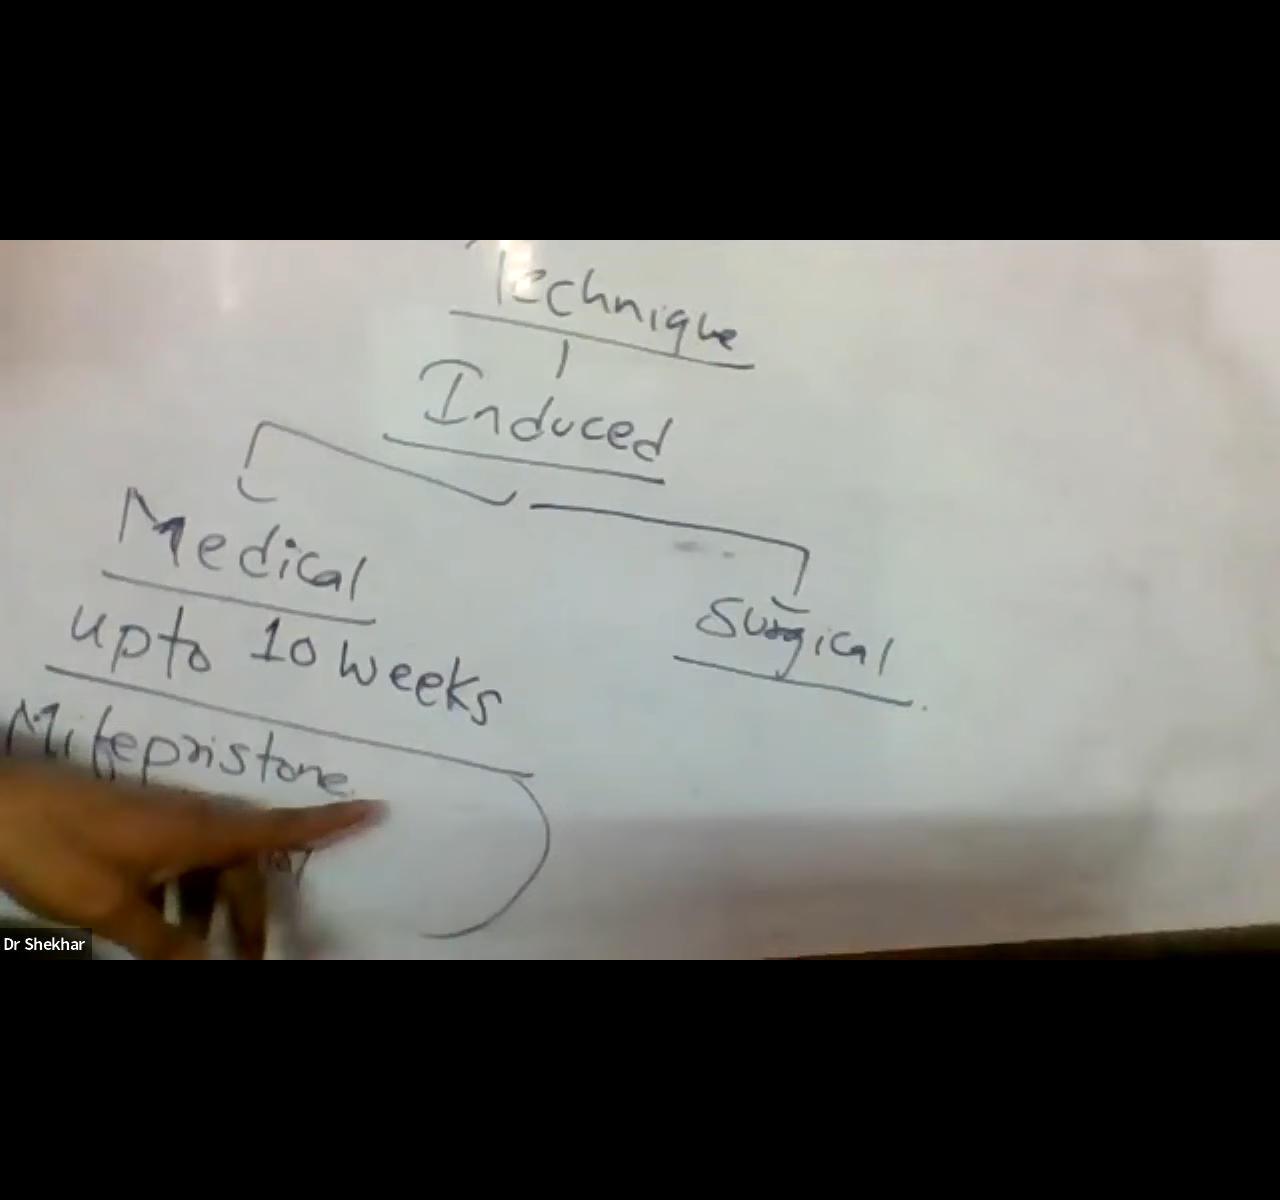 Technique
Induced
Medical
Surgical
upto 10 weeks
Mifepristone
Dr Shekhar